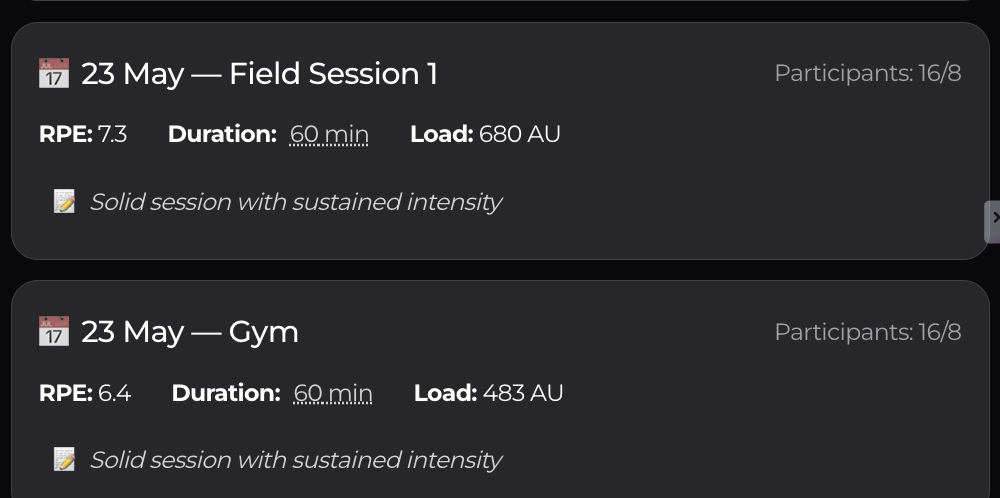 23 May — Field Session 1
Participants: 16/8
RPE: 7.3 Duration: 60 min Load: 680 AU
Solid session with sustained intensity
23 May — Gym
Participants: 16/8
RPE: 6.4 Duration: 60 min Load: 483 AU
Solid session with sustained intensity